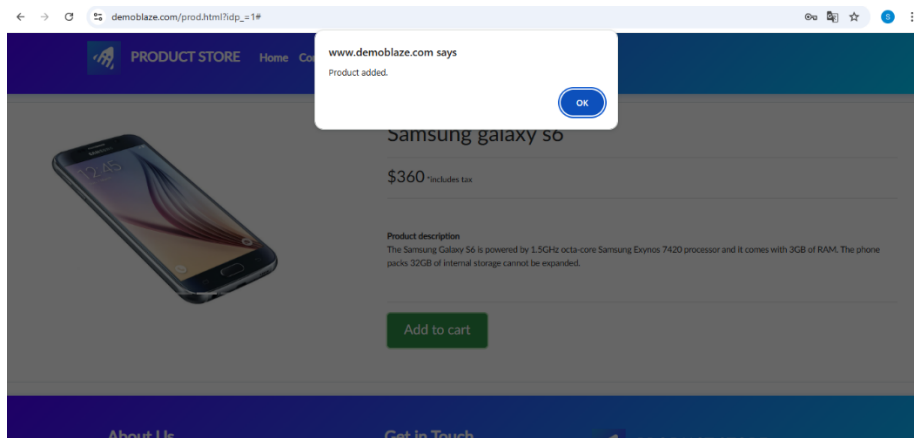 demoblaze.com/prod.html?idp_=1#
S
PRODUCT STORE Home
www.demoblaze.com says
Product added.
OK
Samsung galaxy s6
12:45
$360 *includes tax
Product description
The Samsung Galaxy S6 is powered by 1.5GHz octa-core Samsung Exynos 7420 processor and it comes with 3GB of RAM. The phone
packs 32GB of internal storage cannot be expanded.
Add to cart
About Us Get in Touch